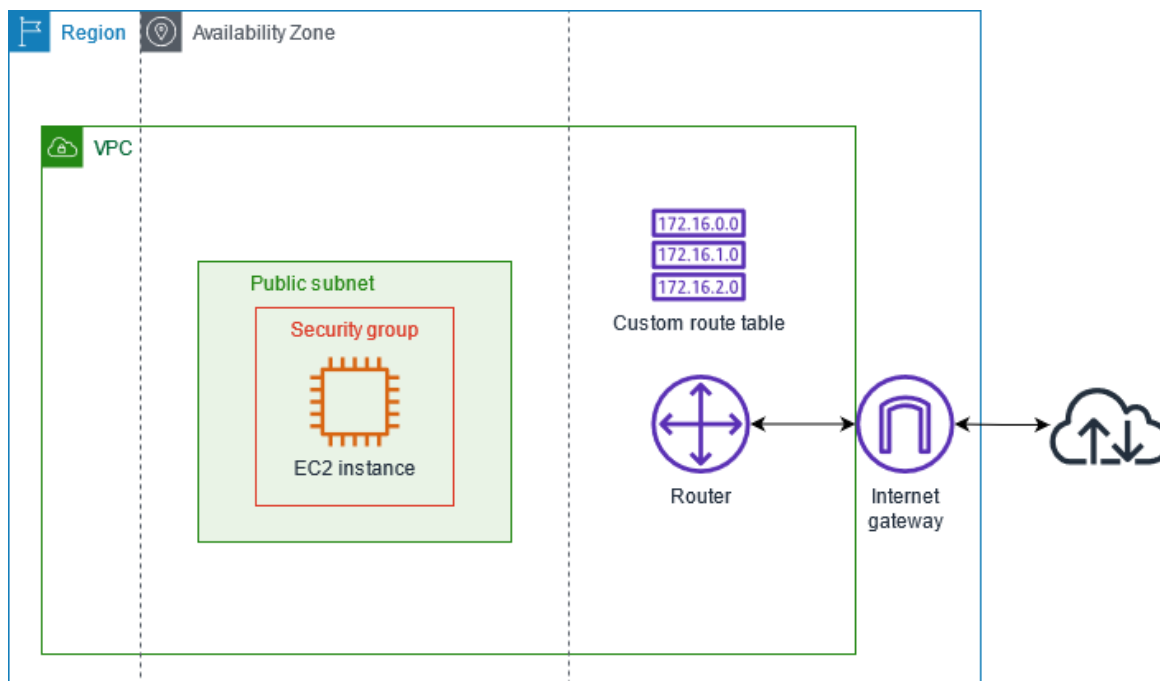 Region
Availability Zone
VPC
172.16.0.0
172.16.1.0
172.16.2.0
Custom route table
Public subnet
Security group
EC2 instance
Router
Internet
gateway